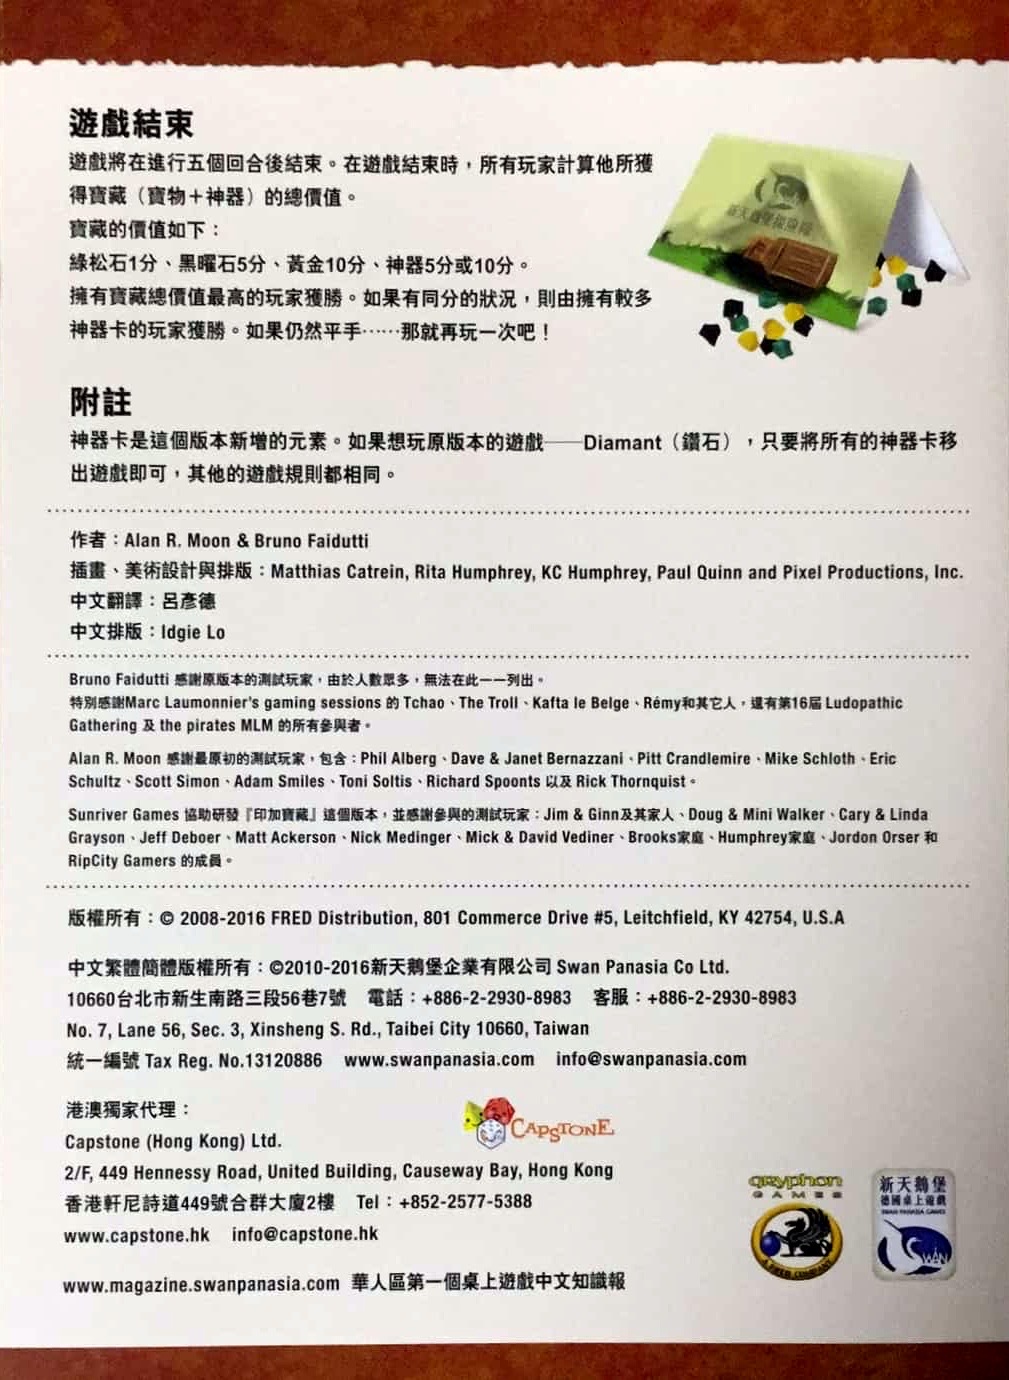 遊戲結束
遊戲將在進行五個回合後結束。在遊戲結束時，所有玩家計算他所獲
得寶藏（寶物＋神器）的總價值。
寶藏的價值如下：
綠松石1分、黑曜石5分、黃金10分、神器5分或10分。
擁有寶藏總價值最高的玩家獲勝。如果有同分的狀況，則由擁有較多
神器卡的玩家獲勝。如果仍然平手⋯⋯那就再玩一次吧！
附註
神器卡是這個版本新增的元素。如果想玩原版本的遊戲──Diamant（鑽石），只要將所有的神器卡移
出遊戲即可，其他的遊戲規則都相同。
作者：Alan R. Moon & Bruno Faidutti
插畫、美術設計與排版：Matthias Catrein, Rita Humphrey, KC Humphrey, Paul Quinn and Pixel Productions, Inc.
中文翻譯：呂彥德
中文排版：Idgie Lo
Bruno Faidutti 感謝原版本的測試玩家，由於人數眾多，無法在此一一列出。
特別感謝Marc Laumonnier's gaming sessions 的 Tchao、The Troll、Kafta le Belge、Rémy和其它人，還有第16屆 Ludopathic
Gathering 及 the pirates MLM 的所有參與者。
Alan R. Moon 感謝最原初的測試玩家，包含：Phil Alberg、Dave & Janet Bernazzani、Pitt Crandlemire、Mike Schloth、Eric
Schultz、Scott Simon、Adam Smiles、Toni Soltis、Richard Spoonts 以及 Rick Thornquist。
Sunriver Games 協助研發『印加寶藏』這個版本，並感謝參與的測試玩家：Jim & Ginn及其家人、Doug & Mini Walker、Cary & Linda
Grayson、Jeff Deboer、Matt Ackerson、Nick Medinger、Mick & David Vediner、Brooks家庭、Humphrey家庭、Jordon Orser 和
RipCity Gamers 的成員。
版權所有：© 2008-2016 FRED Distribution, 801 Commerce Drive #5, Leitchfield, KY 42754, U.S.A
中文繁體簡體版權所有：©2010-2016新天鵝堡企業有限公司 Swan Panasia Co Ltd.
10660台北市新生南路三段56巷7號 電話：+886-2-2930-8983 客服：+886-2-2930-8983
No. 7, Lane 56, Sec. 3, Xinsheng S. Rd., Taibei City 10660, Taiwan
統一編號 Tax Reg. No.13120886 www.swanpanasia.com info@swanpanasia.com
港澳獨家代理：
CAPSTONE
Capstone (Hong Kong) Ltd.
2/F, 449 Hennessy Road, United Building, Causeway Bay, Hong Kong
香港軒尼詩道449號合群大廈2樓 Tel：+852-2577-5388
www.capstone.hk info@capstone.hk
gryphon
GAMES
A FRED COMPANY
新天鵝堡
德國桌上遊戲
SWAN PANASIA GAMES
SWAN
www.magazine.swanpanasia.com 華人區第一個桌上遊戲中文知識報